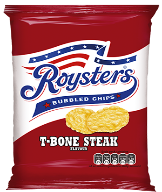 Roysters
BUBBLED CHIPS
T-BONE STEAK
FLAVOUR